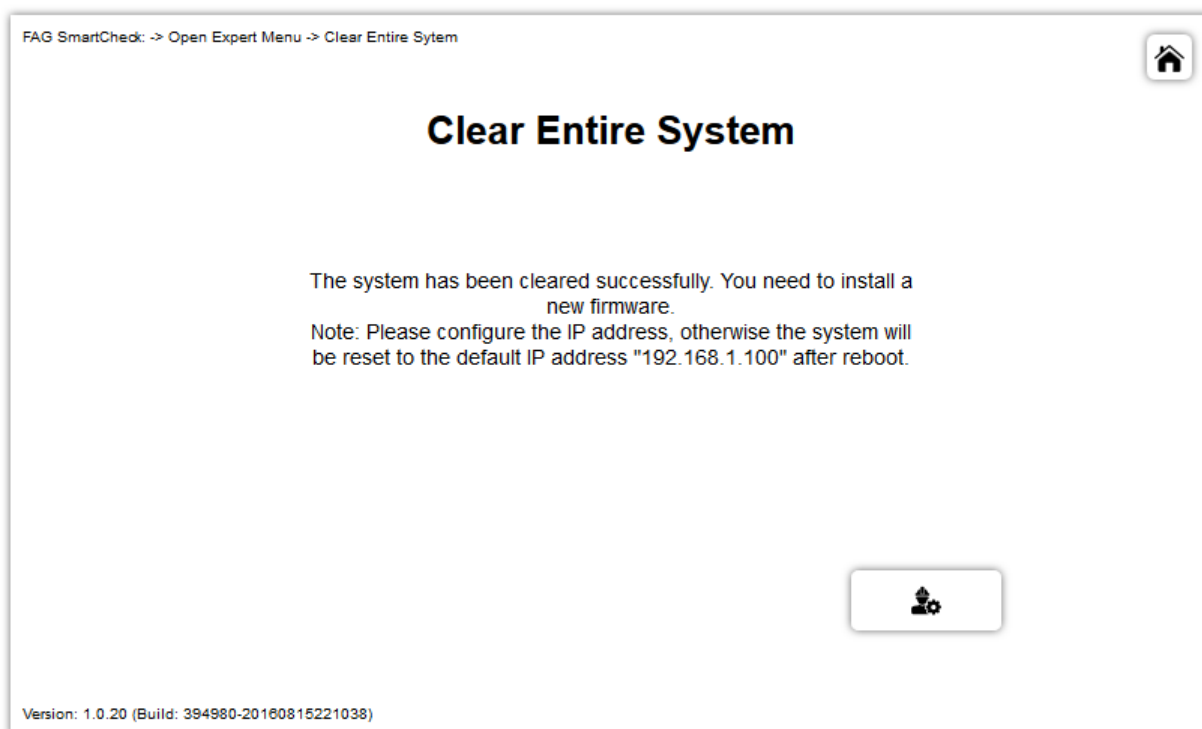 FAG SmartCheck: -> Open Expert Menu -> Clear Entire Sytem
Clear Entire System
The system has been cleared successfully. You need to install a
new firmware.
Note: Please configure the IP address, otherwise the system will
be reset to the default IP address "192.168.1.100" after reboot.
Version: 1.0.20 (Build: 394980-20160815221038)